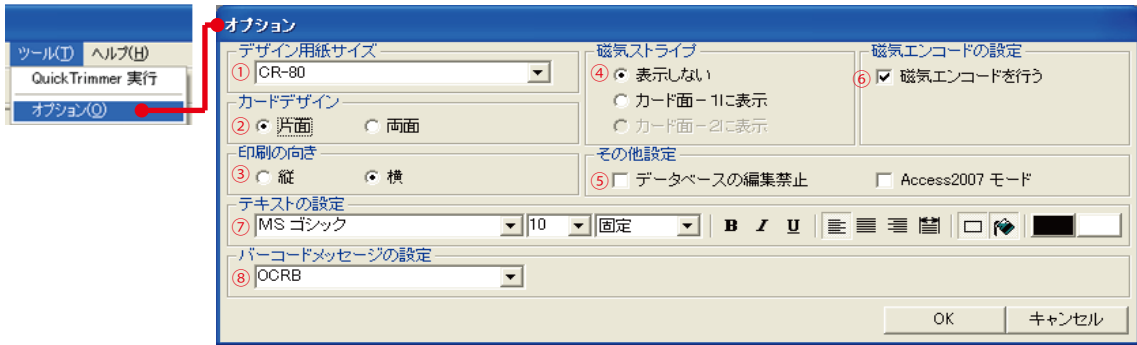 ツール(T) ヘルプ(H)
QuickTrimmer 実行
オプション(O)
オプション
デザイン用紙サイズ
① CR-80
カードデザイン
② 片面 両面
印刷の向き
③ 縦 横
磁気ストライプ
④ 表示しない
カード面－1に表示
カード面－2に表示
磁気エンコードの設定
⑥ 磁気エンコードを行う
その他設定
⑤ データベースの編集禁止 Access2007 モード
テキストの設定
⑦ MS ゴシック 10 固定 B I U
バーコードメッセージの設定
⑧ OCRB
OK キャンセル